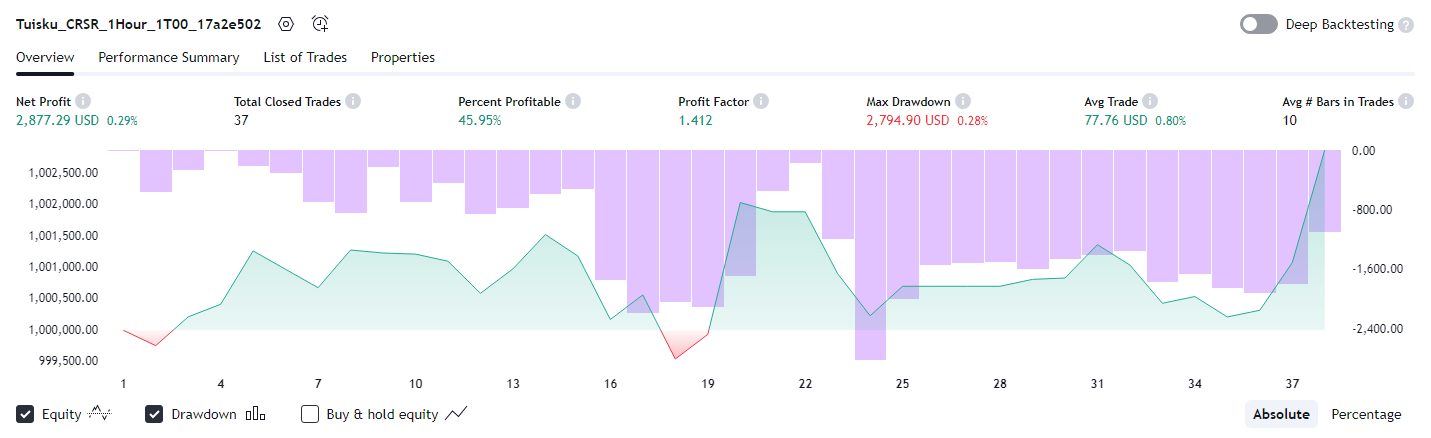 Tuisku_CRSR_1Hour_1T00_17a2e502
Deep Backtesting ?
Overview Performance Summary List of Trades Properties
Net Profit i Total Closed Trades i Percent Profitable i Profit Factor i Max Drawdown i Avg Trade i Avg # Bars in Trades i
2,877.29 USD 0.29% 37 45.95% 1.412 2,794.90 USD 0.28% 77.76 USD 0.80% 10
1,002,500.00
1,002,000.00
1,001,500.00
1,001,000.00
1,000,500.00
1,000,000.00
999,500.00
0.00
-800.00
-1,600.00
-2,400.00
1 4 7 10 13 16 19 22 25 28 31 34 37
Equity Drawdown Buy & hold equity Absolute Percentage